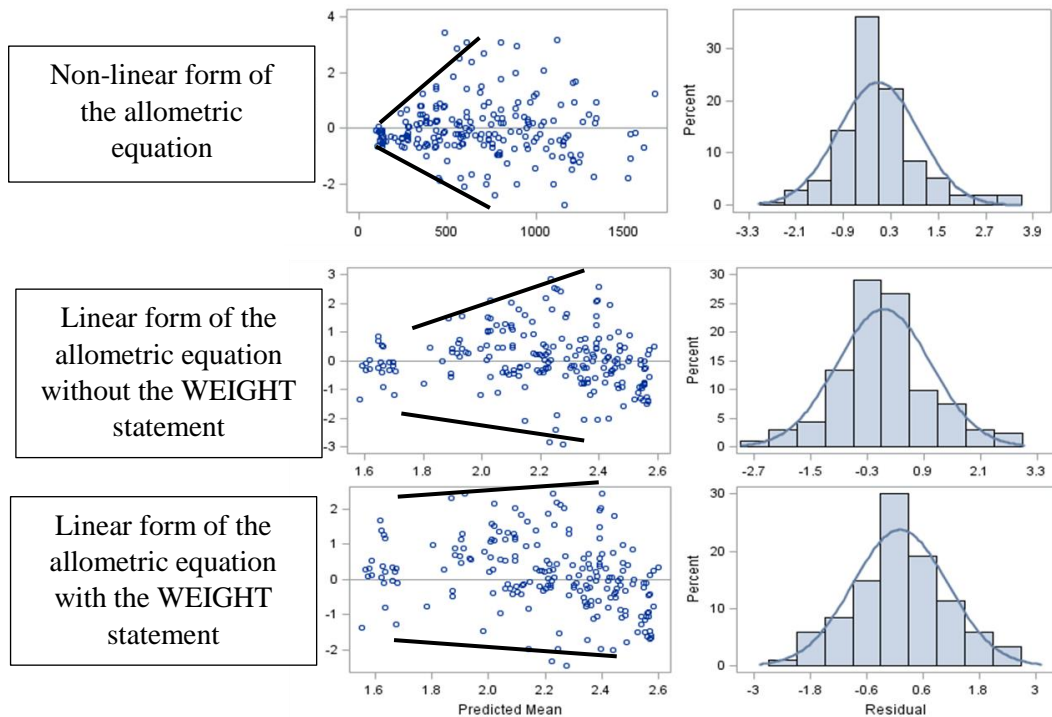 Non-linear form of
the allometric
equation
4
2
0
-2
0 500 1000 1500
Percent
30
20
10
0
-3.3 -2.1 -0.9 0.3 1.5 2.7 3.9
Linear form of the
allometric equation
without the WEIGHT
statement
3
2
1
0
-1
-2
-3
1.6 1.8 2.0 2.2 2.4 2.6
Percent
30
25
20
15
10
5
0
-2.7 -1.5 -0.3 0.9 2.1 3.3
Linear form of the
allometric equation
with the WEIGHT
statement
2
1
0
-1
-2
1.6 1.8 2.0 2.2 2.4 2.6
Predicted Mean
Percent
30
20
10
0
-3 -1.8 -0.6 0.6 1.8 3
Residual